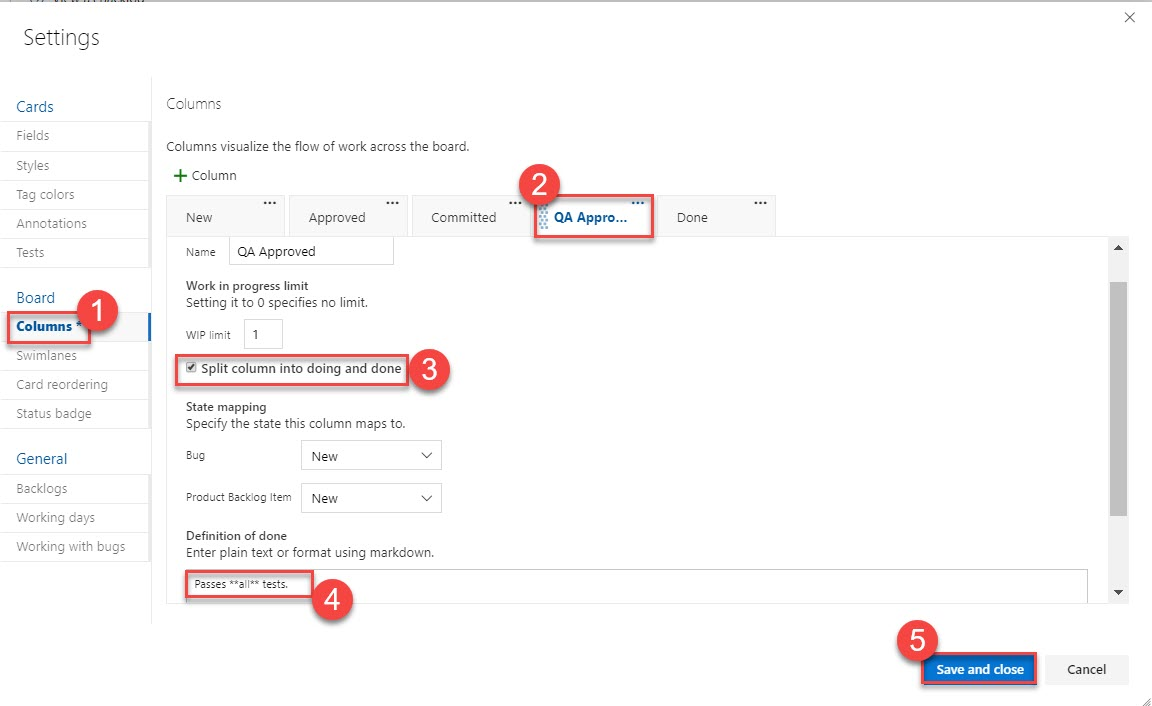 Settings
Cards
Fields
Styles
Tag colors
Annotations
Tests
Board
1
Columns *
Swimlanes
Card reordering
Status badge
General
Backlogs
Working days
Working with bugs
Columns
Columns visualize the flow of work across the board.
+ Column
2
New ... Approved ... Committed ... QA Appro... ... Done ...
Name QA Approved
Work in progress limit
Setting it to 0 specifies no limit.
WIP limit 1
Split column into doing and done 3
State mapping
Specify the state this column maps to.
Bug New
Product Backlog Item New
Definition of done
Enter plain text or format using markdown.
Passes **all** tests.
4
5
Save and close Cancel